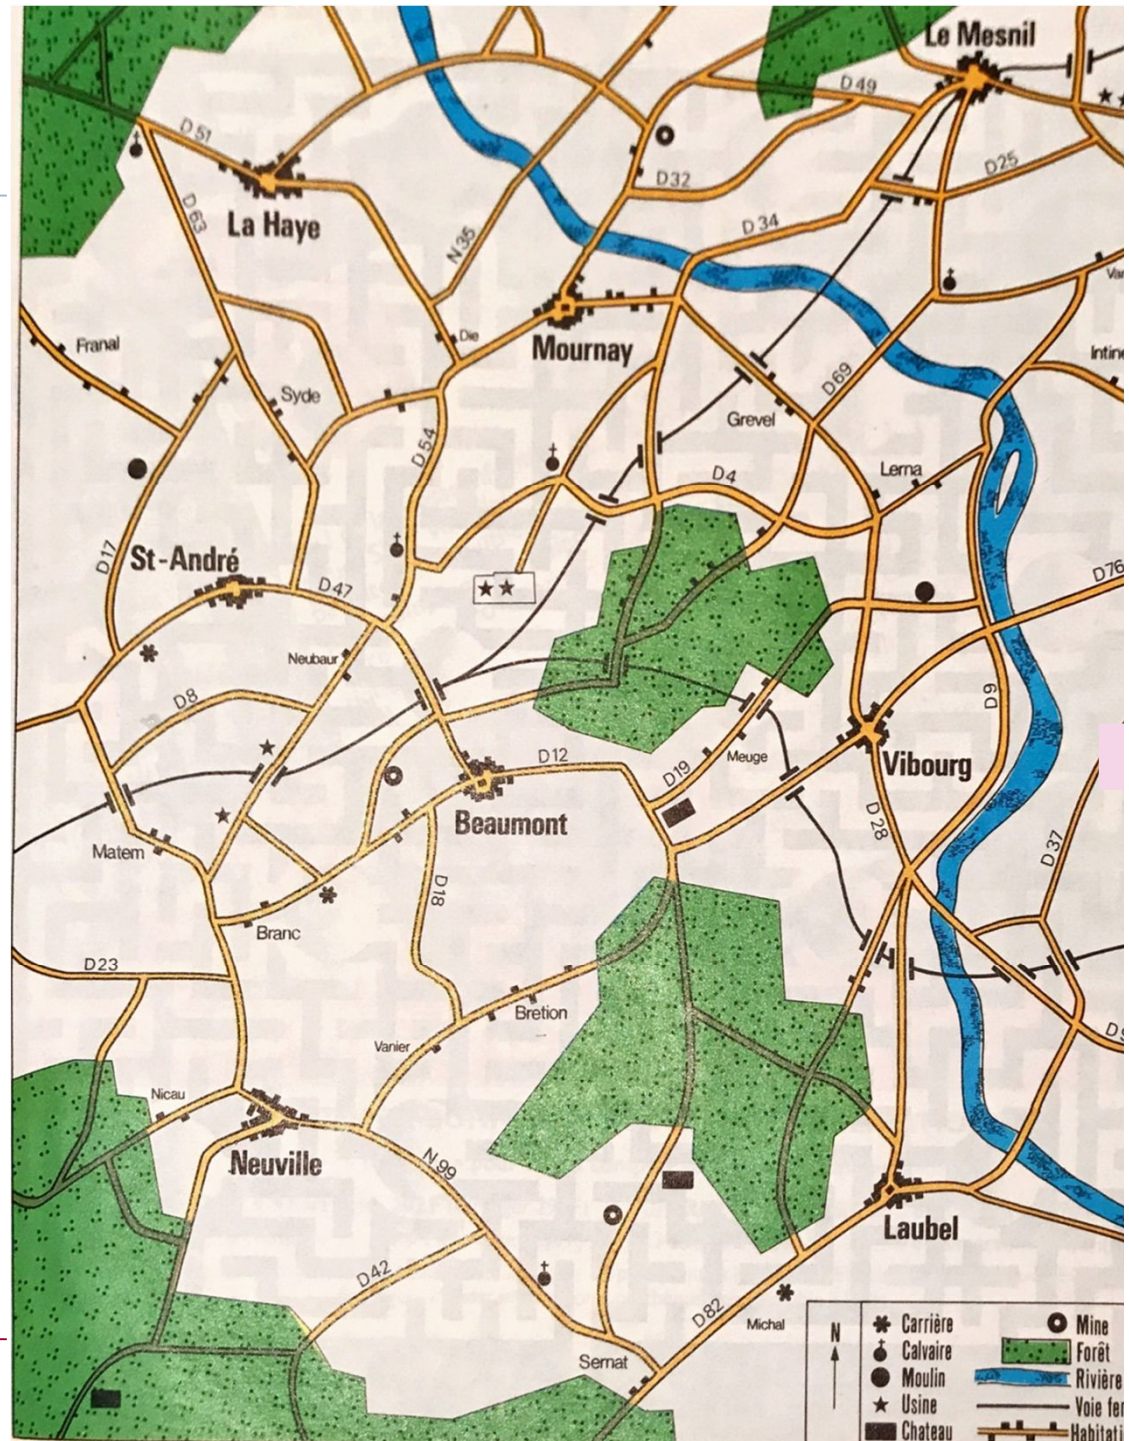 Le Mesnil
D 49
D 51
D 25
D 32
La Haye
D 63
N 35
D 34
Die
Mournay
Franal
Syde
D 69
Grevel
D 54
Lerna
D 4
D 17
St-André
D 47
D 76
Neubaur
D 8
D 9
D 12
Meuge
D 19
Vibourg
Beaumont
D 28
Matem
D 37
D 18
Branc
D 23
Bretion
Vanier
Nicau
Neuville
N 99
Laubel
D 42
D 82
Michal
Sernat
N
Carrière
Mine
Calvaire
Forêt
Moulin
Rivière
Usine
Voie fer
Chateau
Habitati